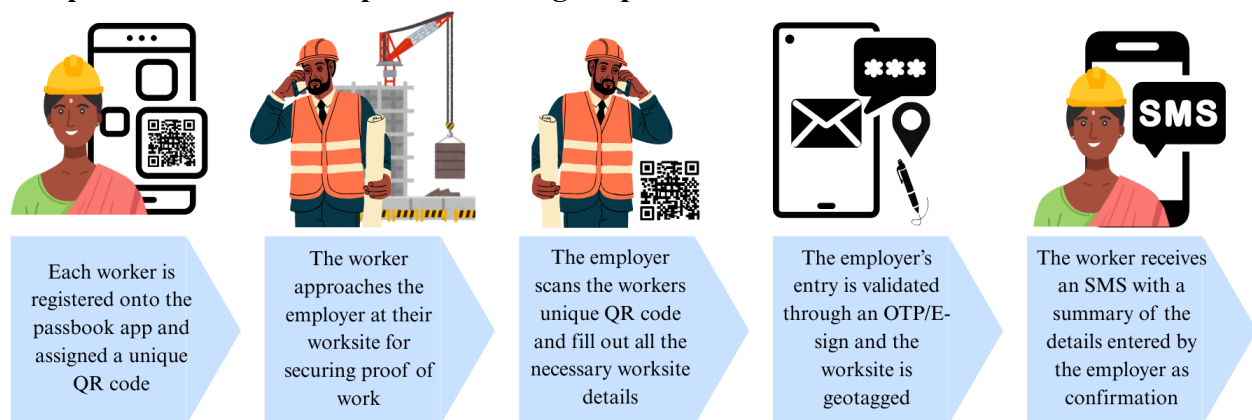 SMS
Each worker is
registered onto the
passbook app and
assigned a unique
QR code
The worker
approaches the
employer at their
worksite for
securing proof of
work
The employer
scans the workers
unique QR code
and fill out all the
necessary worksite
details
The employer’s
entry is validated
through an OTP/E-
sign and the
worksite is
geotagged
The worker receives
an SMS with a
summary of the
details entered by
the employer as
confirmation